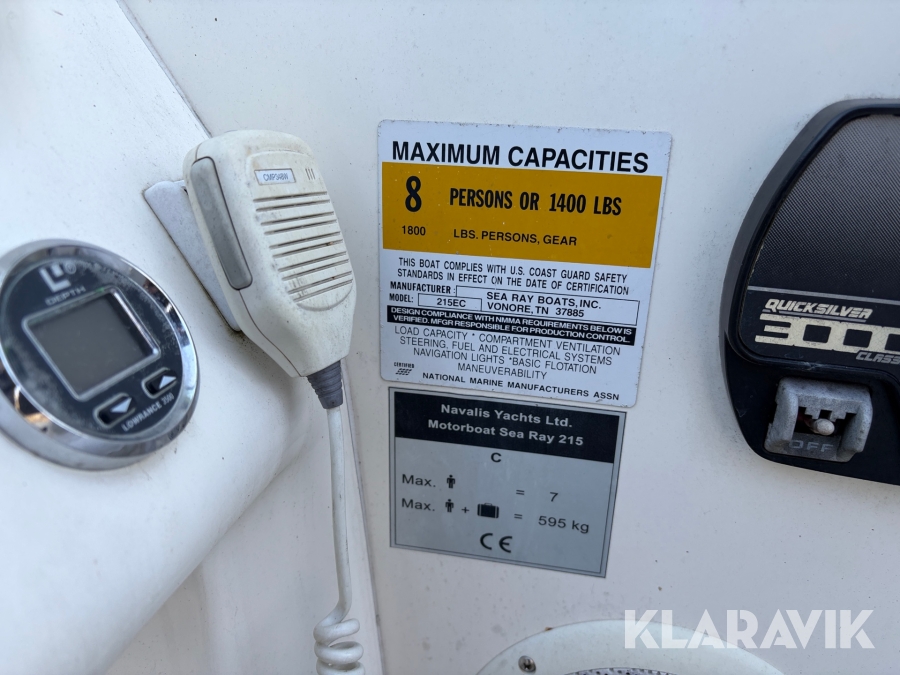 L
DEPTH
LOWRANCE 200
CMP34BW
MAXIMUM CAPACITIES
8 PERSONS OR 1400 LBS
1800 LBS. PERSONS, GEAR
THIS BOAT COMPLIES WITH U.S. COAST GUARD SAFETY
STANDARDS IN EFFECT ON THE DATE OF CERTIFICATION
MANUFACTURER: SEA RAY BOATS, INC.
MODEL: 215EC VONORE, TN 37885
DESIGN COMPLIANCE WITH NMMA REQUIREMENTS BELOW IS
VERIFIED. MFGR RESPONSIBLE FOR PRODUCTION CONTROL.
LOAD CAPACITY * COMPARTMENT VENTILATION
STEERING, FUEL AND ELECTRICAL SYSTEMS
NAVIGATION LIGHTS *BASIC FLOTATION
MANEUVERABILITY
CERTIFIED
NATIONAL MARINE MANUFACTURERS ASSN
Navalis Yachts Ltd.
Motorboat Sea Ray 215
C
Max. = 7
Max. + = 595 kg
CE
QUICKSILVER
3000
CLASS
OFF
KLARAVIK